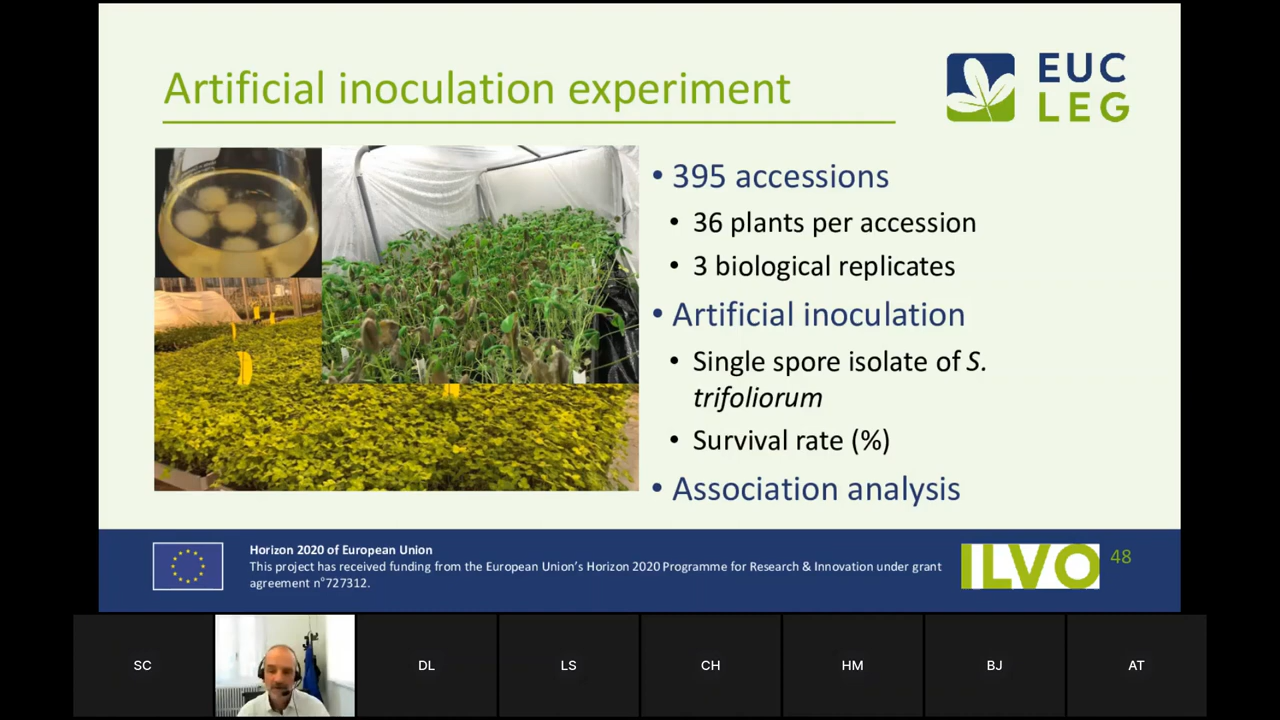 Artificial inoculation experiment
EUC
LEG
• 395 accessions
• 36 plants per accession
• 3 biological replicates
• Artificial inoculation
• Single spore isolate of S.
trifoliorum
• Survival rate (%)
• Association analysis
Horizon 2020 of European Union
This project has received funding from the European Union's Horizon 2020 Programme for Research & Innovation under grant
agreement n°727312.
ILVO
48
SC
DL
LS
CH
HM
BJ
AT